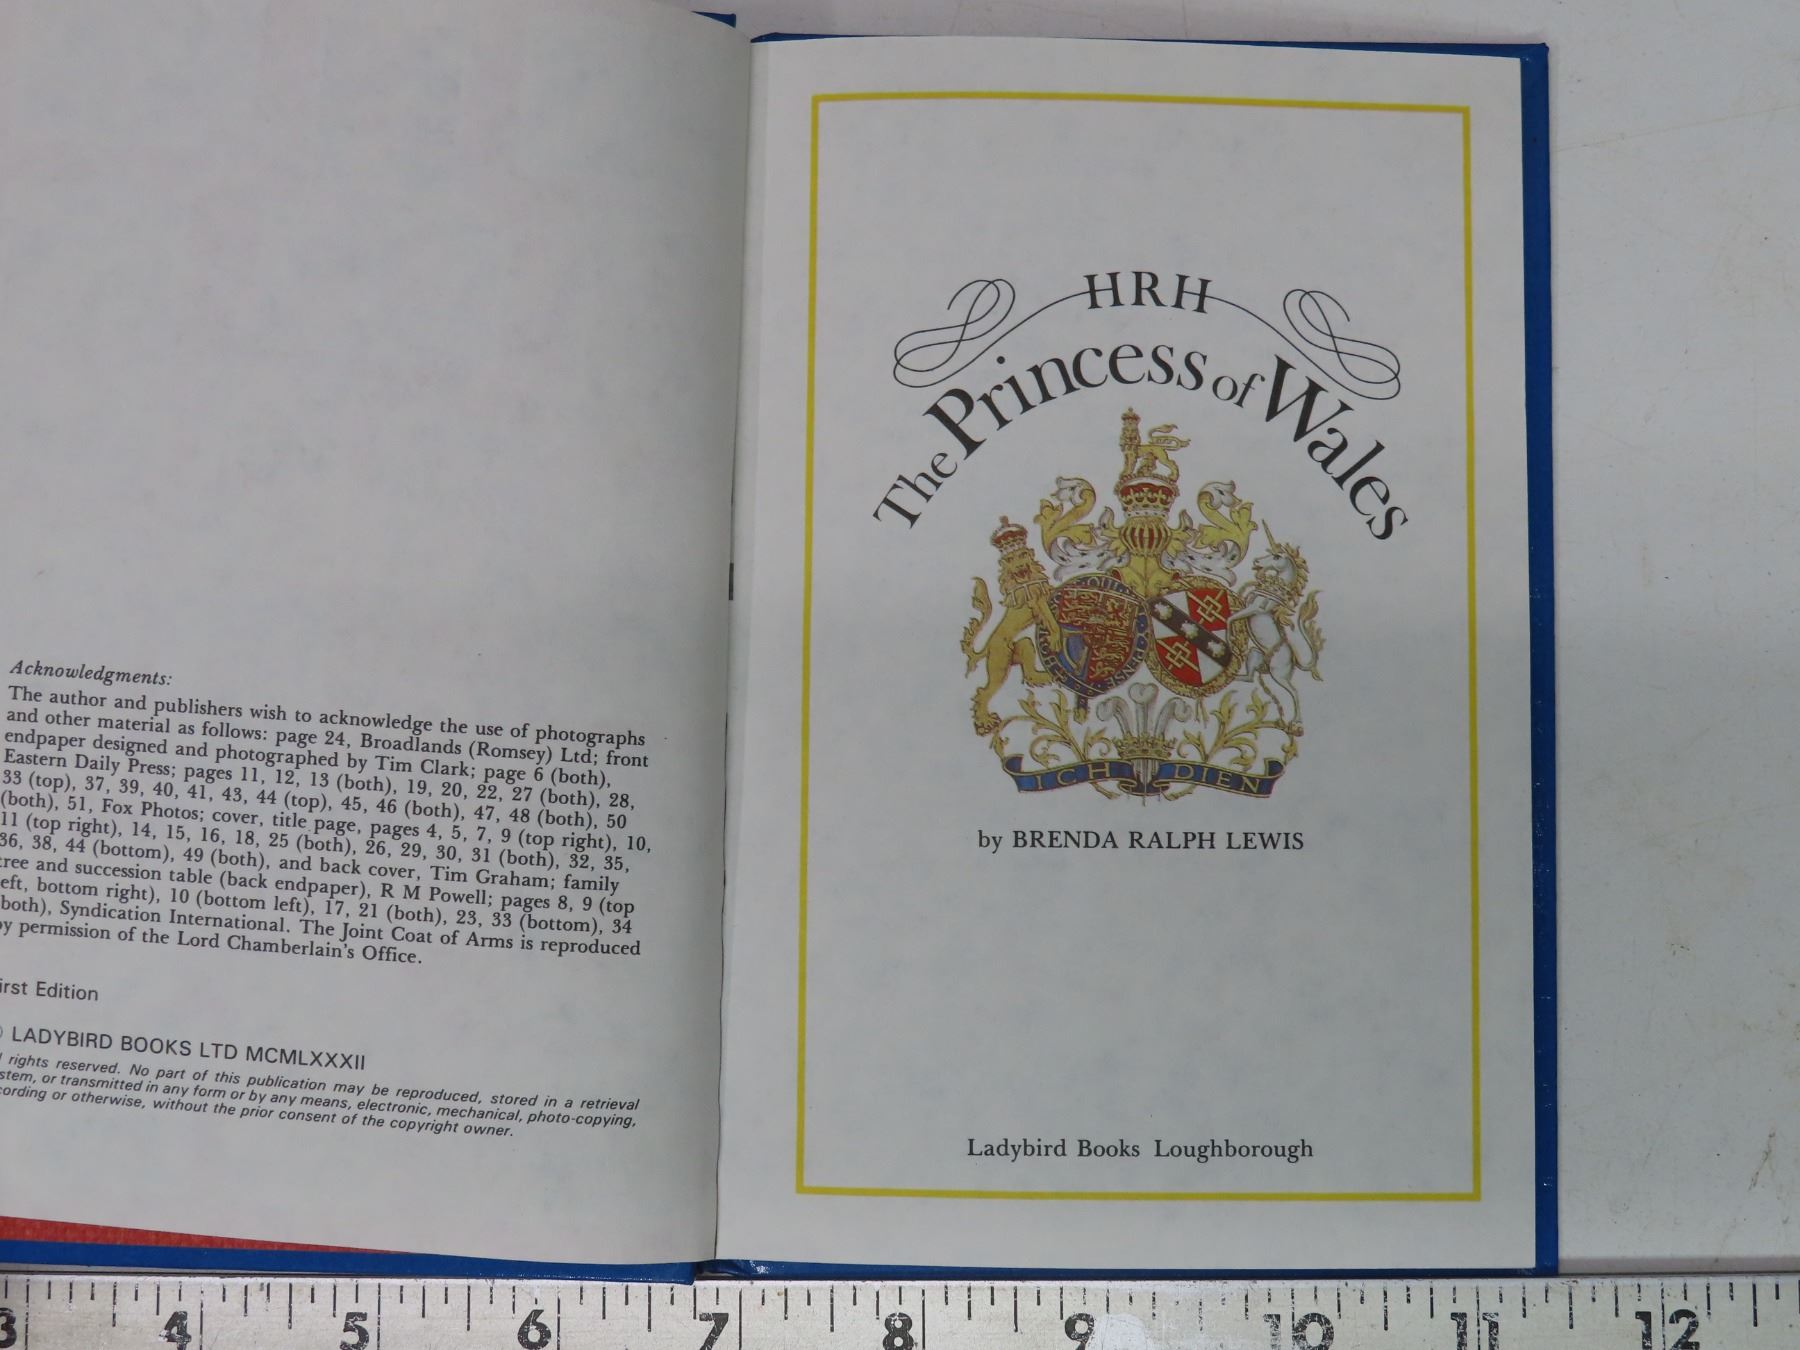 Acknowledgments:
The author and publishers wish to acknowledge the use of photographs
and other material as follows: page 24, Broadlands (Romsey) Ltd; front
endpaper designed and photographed by Tim Clark; page 6 (both),
Eastern Daily Press; pages 11, 12, 13 (both), 19, 20, 22, 27 (both), 28,
33 (top), 37, 39, 40, 41, 43, 44 (top), 45, 46 (both), 47, 48 (both), 50
(both), 51, Fox Photos; cover, title page, pages 4, 5, 7, 9 (top right), 10,
11 (top right), 14, 15, 16, 18, 25 (both), 26, 29, 30, 31 (both), 32, 35,
36, 38, 44 (bottom), 49 (both), and back cover, Tim Graham; family
tree and succession table (back endpaper), R M Powell; pages 8, 9 (top
left, bottom right), 10 (bottom left), 17, 21 (both), 23, 33 (bottom), 34
(both), Syndication International. The Joint Coat of Arms is reproduced
by permission of the Lord Chamberlain's Office.
irst Edition
LADYBIRD BOOKS LTD MCMLXXXII
rights reserved. No part of this publication may be reproduced, stored in a retrieval
stem, or transmitted in any form or by any means, electronic, mechanical, photo-copying,
cording or otherwise, without the prior consent of the copyright owner.
HRH
The Princess of Wales
ICH DIEN
by BRENDA RALPH LEWIS
Ladybird Books Loughborough
3 4 5 6 7 8 9 10 11 12